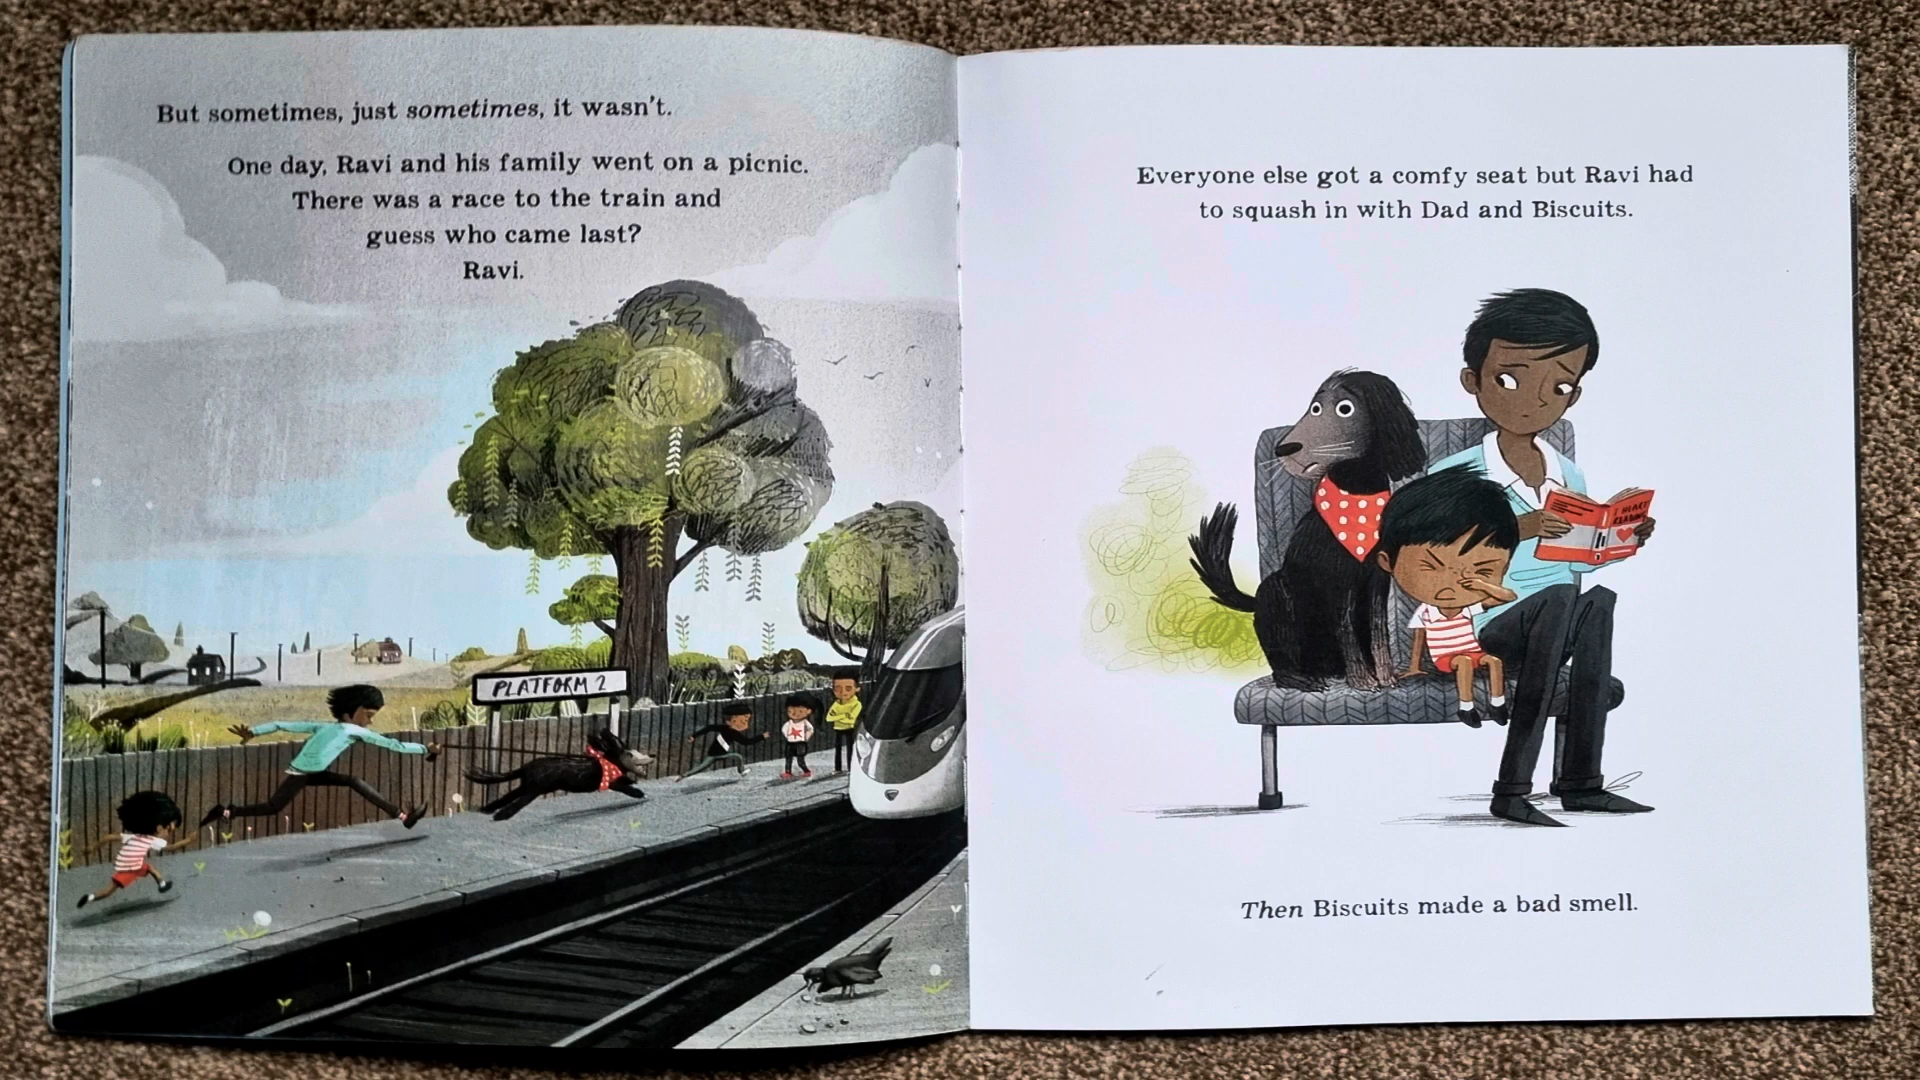 But sometimes, just sometimes, it wasn't.
One day, Ravi and his family went on a picnic.
There was a race to the train and
guess who came last?
Ravi.
PLATFORM 2
Everyone else got a comfy seat but Ravi had
to squash in with Dad and Biscuits.
Then Biscuits made a bad smell.